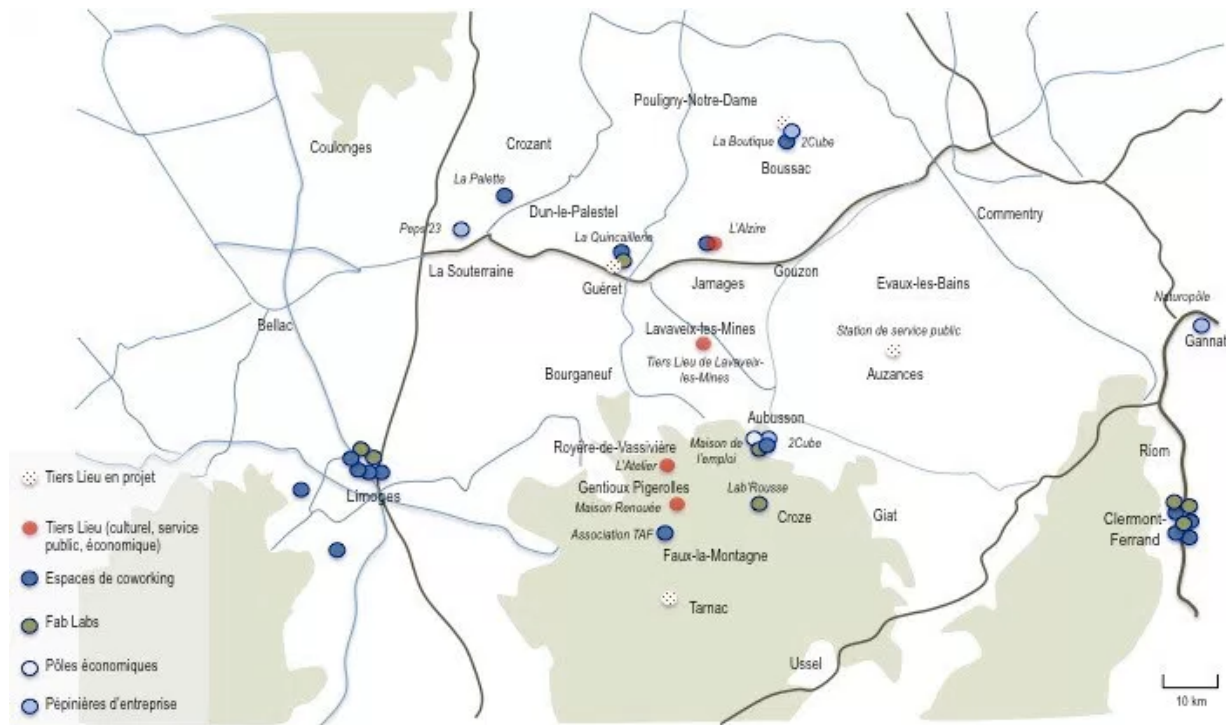 Pouligny-Notre-Dame
La Boutique
2Cube
Boussac
Coulonges
Crozant
La Palette
Dun-le-Palestel
Peps'23
La Quincaillerie
L'Alzire
Commentry
La Souterraine
Guéret
Jarnages
Gouzon
Evaux-les-Bains
Naturopôle
Bellac
Lavaveix-les-Mines
Station de service public
Gannat
Tiers Lieu de Lavaveix-
les-Mines
Bourganeuf
Auzances
Aubusson
Royère-de-Vassivière
Maison de
l'emploi
2Cube
L'Atelier
Riom
Gentioux Pigerolles
Lab'Rousse
Limoges
Maison Renouée
Croze
Giat
Clermont-
Ferrand
Association TAF
Faux-la-Montagne
Tarnac
Ussel
10 km
Tiers Lieu en projet
Tiers Lieu (culturel, service
public, économique)
Espaces de coworking
Fab Labs
Pôles économiques
Pépinières d'entreprise